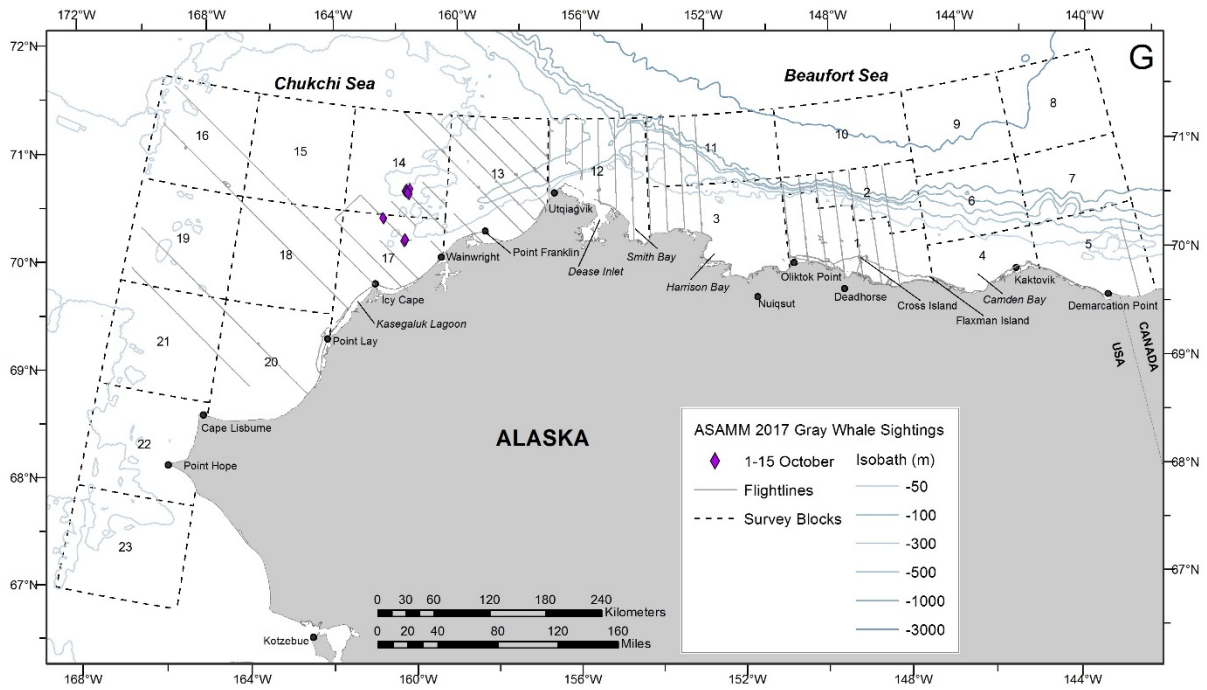 172°W 168°W 164°W 160°W 156°W 152°W 148°W 144°W 140°W
72°N
G
Chukchi Sea
Beaufort Sea
8
16
15
10
9
71°N
71°N
14
11
13
12
7
2
6
Utqiaġvik
3
19
5
18
1
4
70°N
70°N
17
Wainwright
Point Franklin
Dease Inlet
Smith Bay
Harrison Bay
Oliktok Point
Kaktovik
Icy Cape
Nuiqsut
Deadhorse
Cross Island
Camden Bay
Demarcation Point
Kasegaluk Lagoon
Flaxman Island
21
Point Lay
20
USA
CANADA
69°N
69°N
Cape Lisburne
22
ALASKA
Point Hope
68°N
68°N
23
67°N
67°N
ASAMM 2017 Gray Whale Sightings
1-15 October
Flightlines
Survey Blocks
Isobath (m)
-50
-100
-300
-500
-1000
-3000
0 30 60 120 180 240
Kilometers
0 20 40 80 120 160
Miles
Kotzebue
168°W 164°W 160°W 156°W 152°W 148°W 144°W